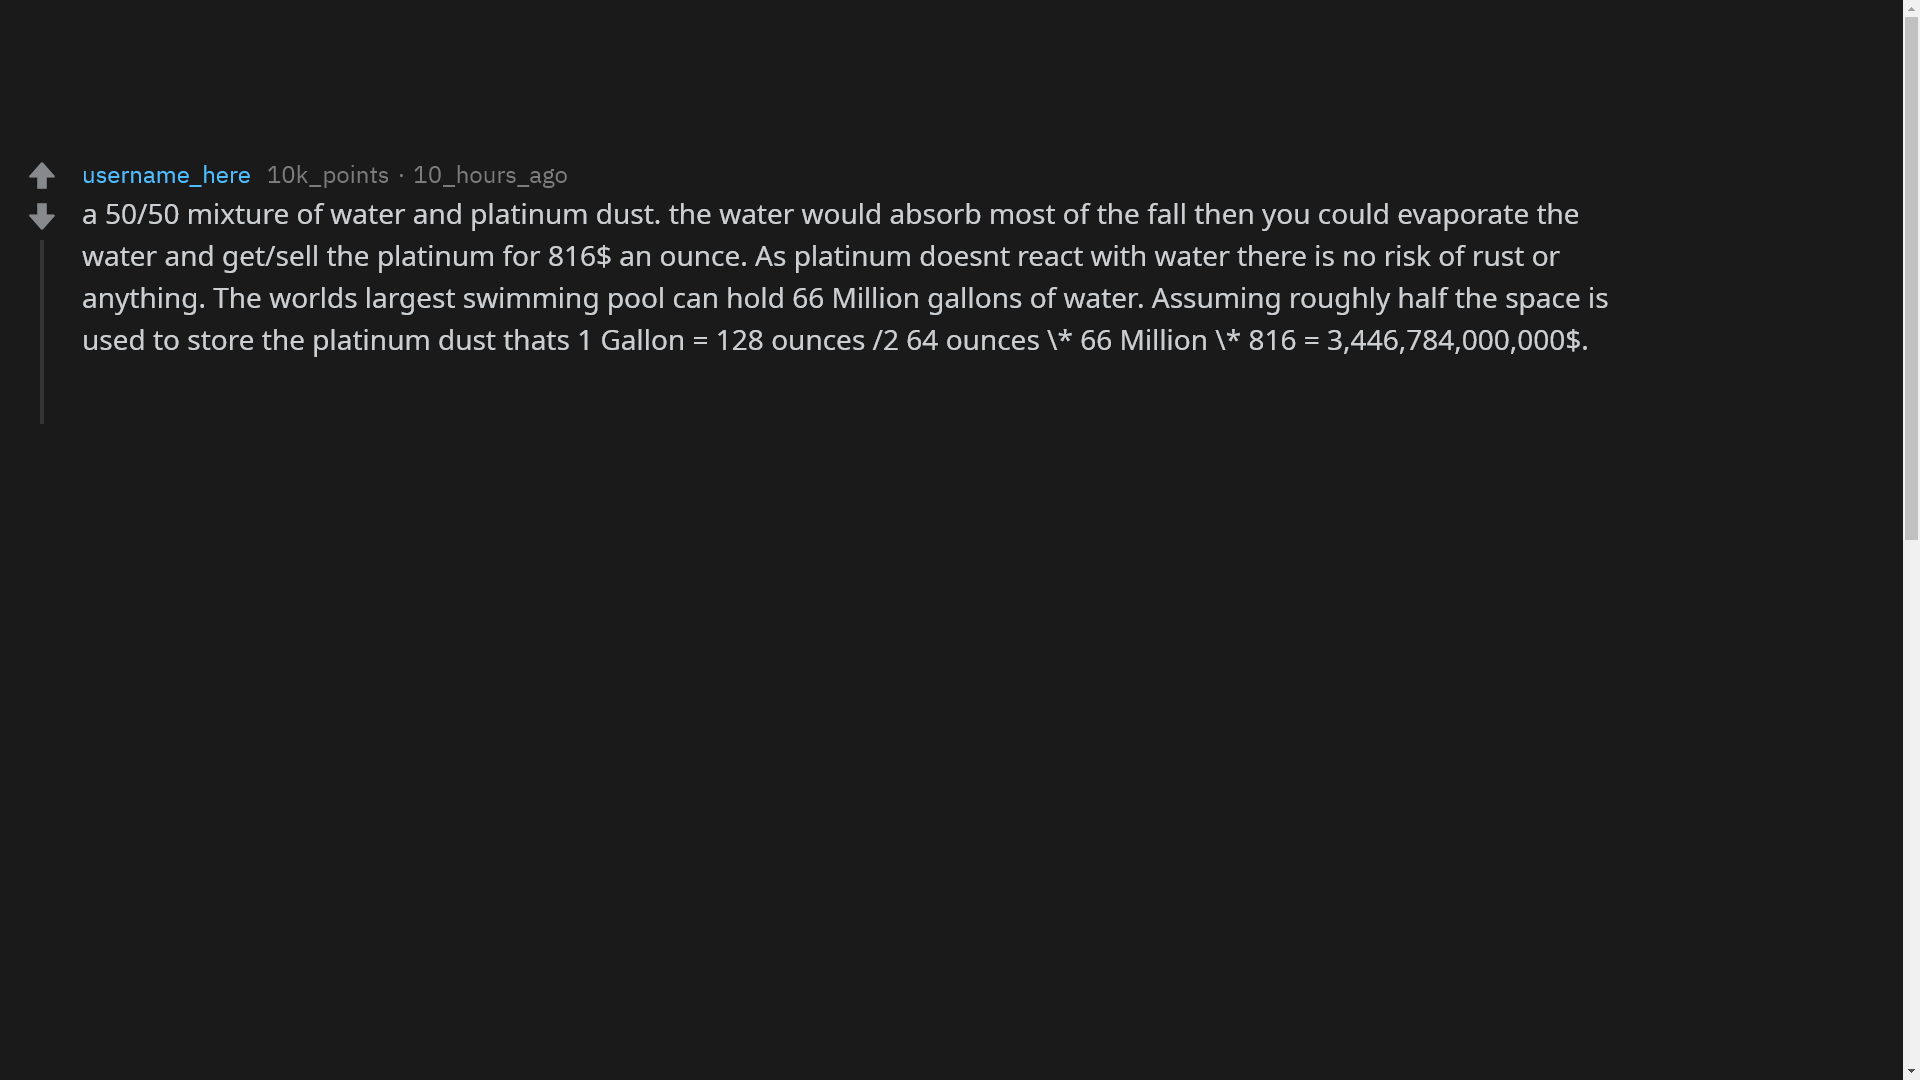 username_here 10k_points · 10_hours_ago
a 50/50 mixture of water and platinum dust. the water would absorb most of the fall then you could evaporate the
water and get/sell the platinum for 816$ an ounce. As platinum doesnt react with water there is no risk of rust or
anything. The worlds largest swimming pool can hold 66 Million gallons of water. Assuming roughly half the space is
used to store the platinum dust thats 1 Gallon = 128 ounces /2 64 ounces \* 66 Million \* 816 = 3,446,784,000,000$.